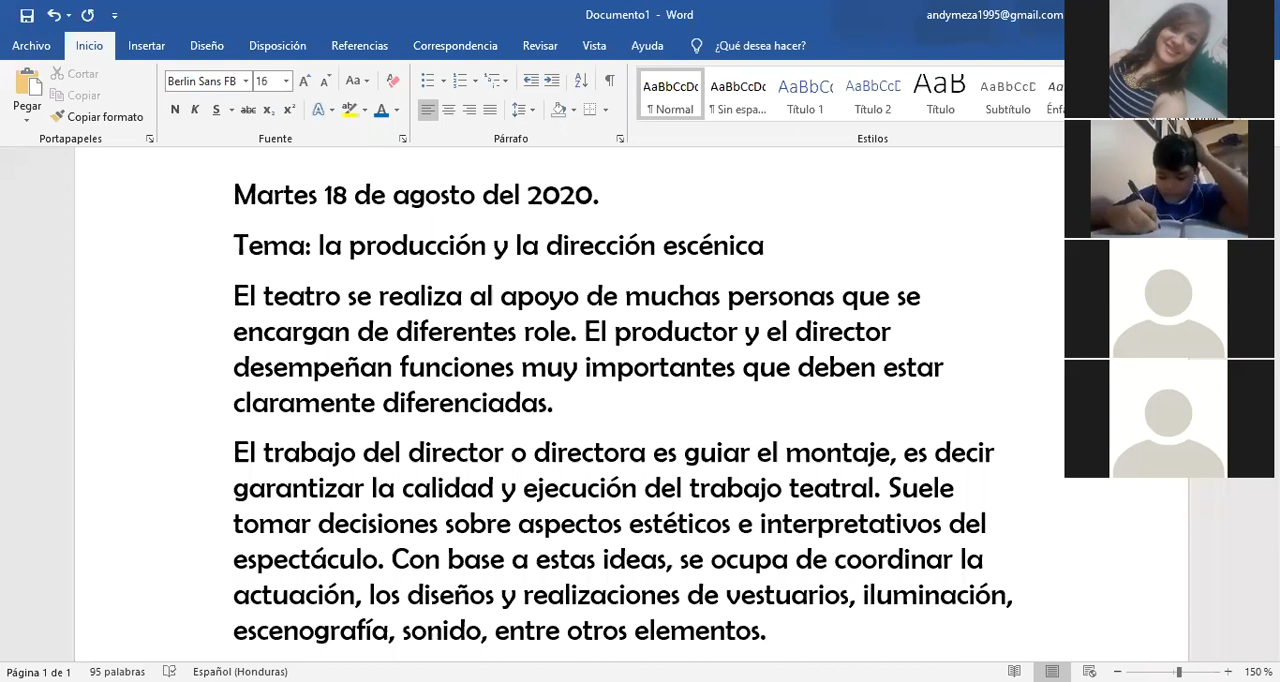 Documento1 - Word
andymeza1995@gmail.com
Archivo Inicio Insertar Diseño Disposición Referencias Correspondencia Revisar Vista Ayuda ¿Qué desea hacer?
Pegar
Cortar
Copiar
Copiar formato
Portapapeles
Berlin Sans FB 16
Aa
N K S abc x₂ x² A A
Fuente
Párrafo
AaBbCcDc AaBbCcDc AaBbCc AaBbCcD AaB AaBbCcD
¶ Normal ¶ Sin espa... Título 1 Título 2 Título Subtítulo Énfa
Estilos
Martes 18 de agosto del 2020.
Tema: la producción y la dirección escénica
El teatro se realiza al apoyo de muchas personas que se
encargan de diferentes role. El productor y el director
desempeñan funciones muy importantes que deben estar
claramente diferenciadas.
El trabajo del director o directora es guiar el montaje, es decir
garantizar la calidad y ejecución del trabajo teatral. Suele
tomar decisiones sobre aspectos estéticos e interpretativos del
espectáculo. Con base a estas ideas, se ocupa de coordinar la
actuación, los diseños y realizaciones de vestuarios, iluminación,
escenografía, sonido, entre otros elementos.
Página 1 de 1 95 palabras Español (Honduras) 150 %